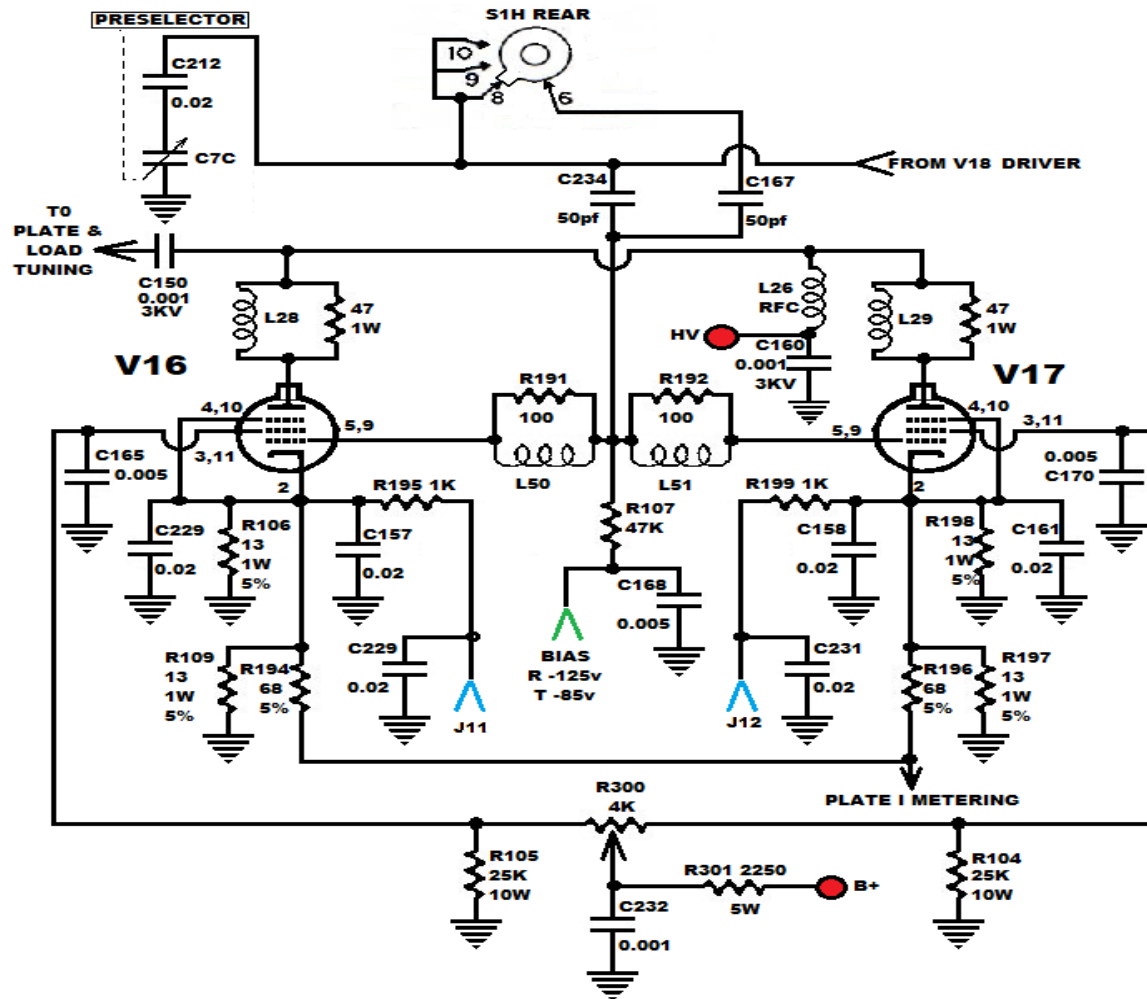 PRESELECTOR
S1H REAR
C212
0.02
C7C
10
9
8
6
FROM V18 DRIVER
C234
50pf
C167
50pf
T0
PLATE &
LOAD
TUNING
C150
0.001
3KV
L28
47
1W
L26
RFC
L29
47
1W
HV
C160
0.001
3KV
V16
V17
R191
100
R192
100
4,10
5,9
3,11
2
L50
L51
5,9
4,10
3,11
2
C165
0.005
0.005
C170
R195 1K
R199 1K
R107
47K
C229
0.02
R106
13
1W
5%
C157
0.02
C158
0.02
R198
13
1W
5%
C161
0.02
C168
0.005
BIAS
R -125v
T -85v
R109
13
1W
5%
R194
68
5%
C229
0.02
J11
J12
C231
0.02
R196
68
5%
R197
13
1W
5%
PLATE I METERING
R300
4K
R105
25K
10W
R301 2250
5W
B+
R104
25K
10W
C232
0.001